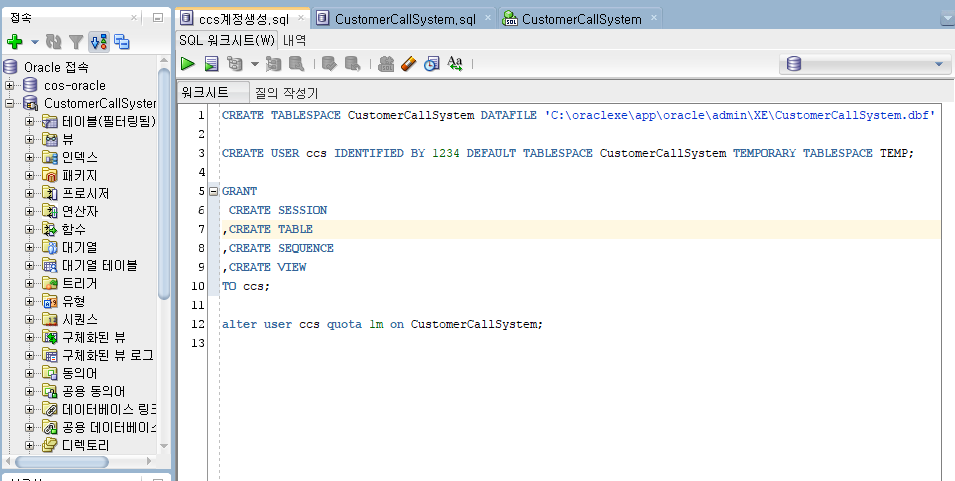 접속
Oracle 접속
cos-oracle
CustomerCallSystem
테이블(필터링됨)
뷰
인덱스
패키지
프로시저
연산자
함수
대기열
대기열 테이블
트리거
유형
시퀀스
구체화된 뷰
구체화된 뷰 로그
동의어
공용 동의어
데이터베이스 링크
공용 데이터베이스
디렉토리
ccs계정생성.sql
CustomerCallSystem.sql
CustomerCallSystem
SQL 워크시트(W) 내역
워크시트 질의 작성기
1 CREATE TABLESPACE CustomerCallSystem DATAFILE 'C:\oraclexe\app\oracle\admin\XE\CustomerCallSystem.dbf'
2
3 CREATE USER ccs IDENTIFIED BY 1234 DEFAULT TABLESPACE CustomerCallSystem TEMPORARY TABLESPACE TEMP;
4
5 GRANT
6 CREATE SESSION
7 ,CREATE TABLE
8 ,CREATE SEQUENCE
9 ,CREATE VIEW
10 TO ccs;
11
12 alter user ccs quota 1m on CustomerCallSystem;
13